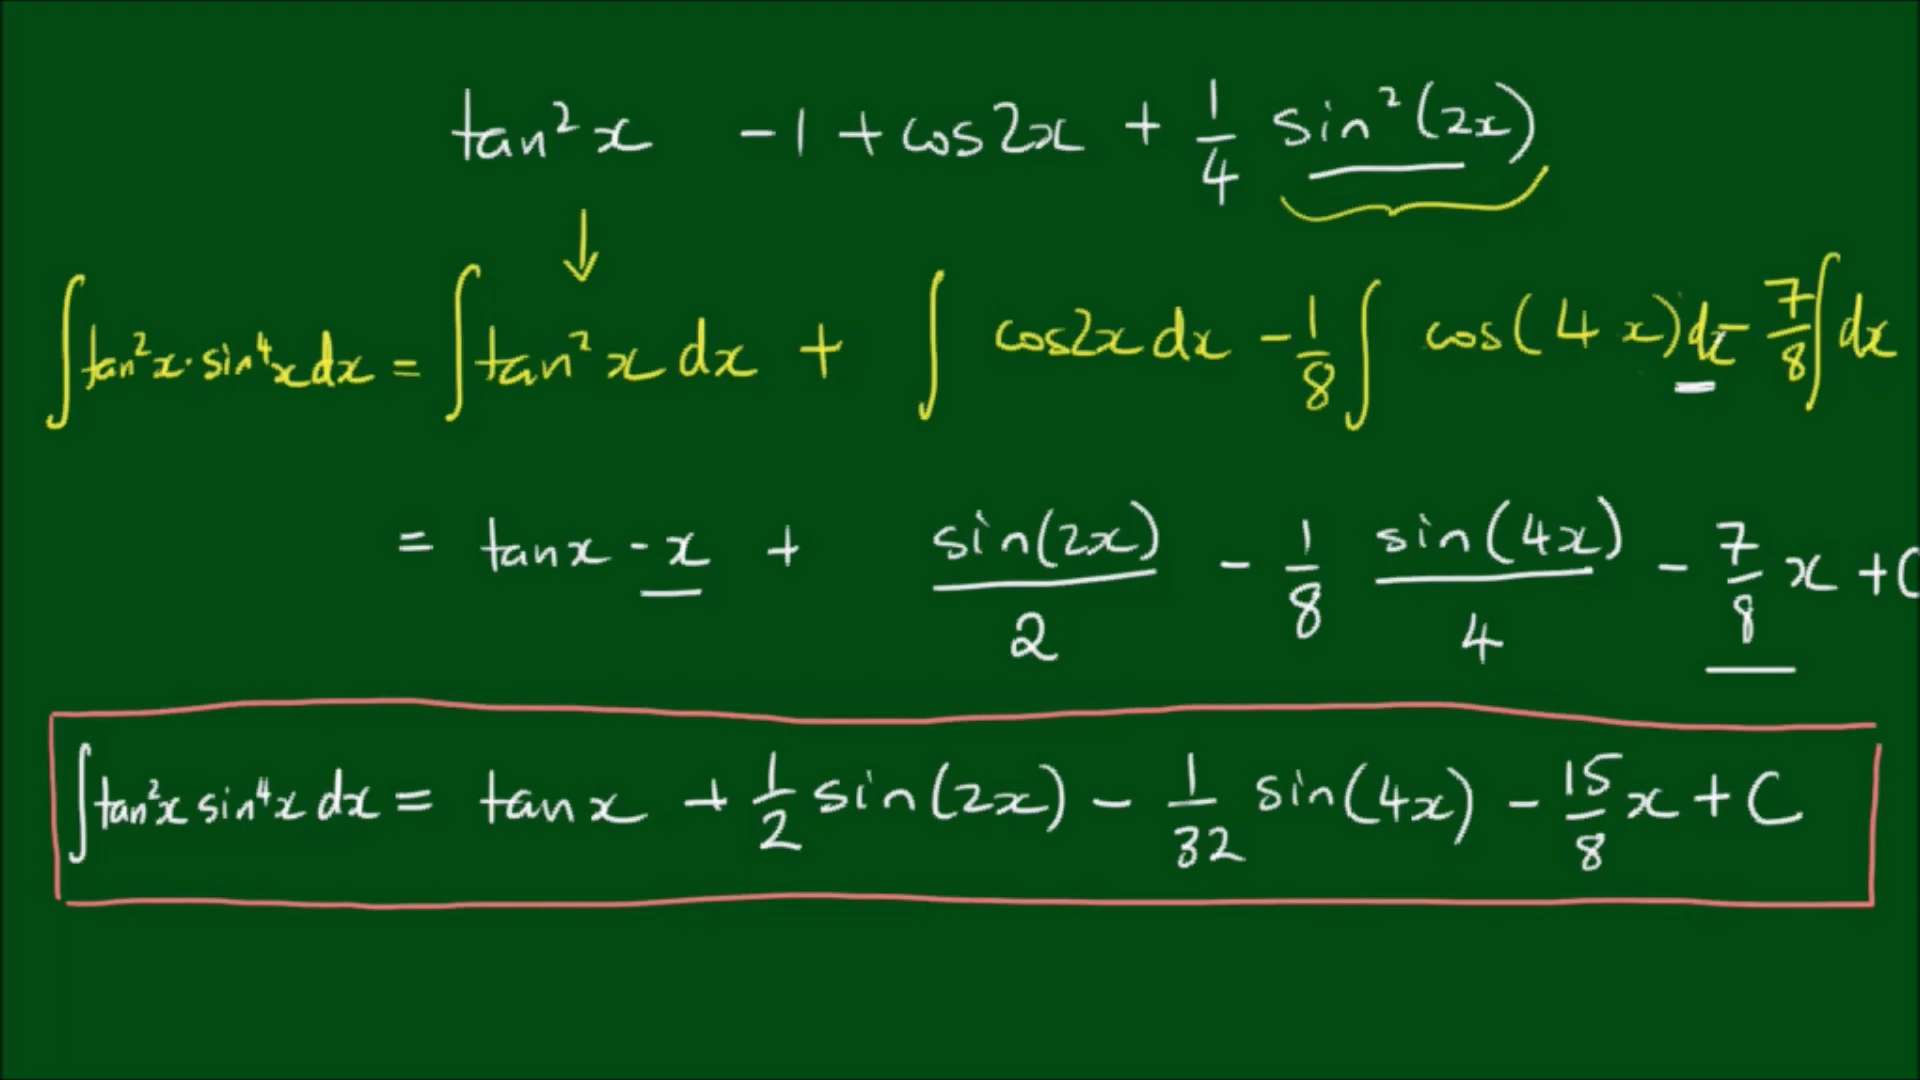 tan²x -1 + cos2x + 1/4 sin²(2x)
∫tan²x·sin⁴xdx = ∫tan²x dx + ∫cos2x dx - 1/8 ∫cos(4x)dx - 7/8 ∫dx
= tanx - x + sin(2x)/2 - 1/8 sin(4x)/4 - 7/8 x + C
∫tan²x sin⁴x dx = tanx + 1/2 sin(2x) - 1/32 sin(4x) - 15/8 x + C